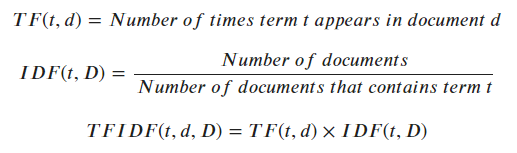 TF(t, d) = Number of times term t appears in document d
IDF(t, D) = Number of documents / Number of documents that contains term t
TFIDF(t, d, D) = TF(t, d) × IDF(t, D)